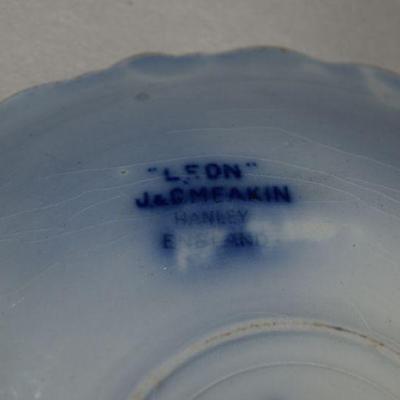 "LEON"
J.&G. MEAKIN
HANLEY
ENGLAND